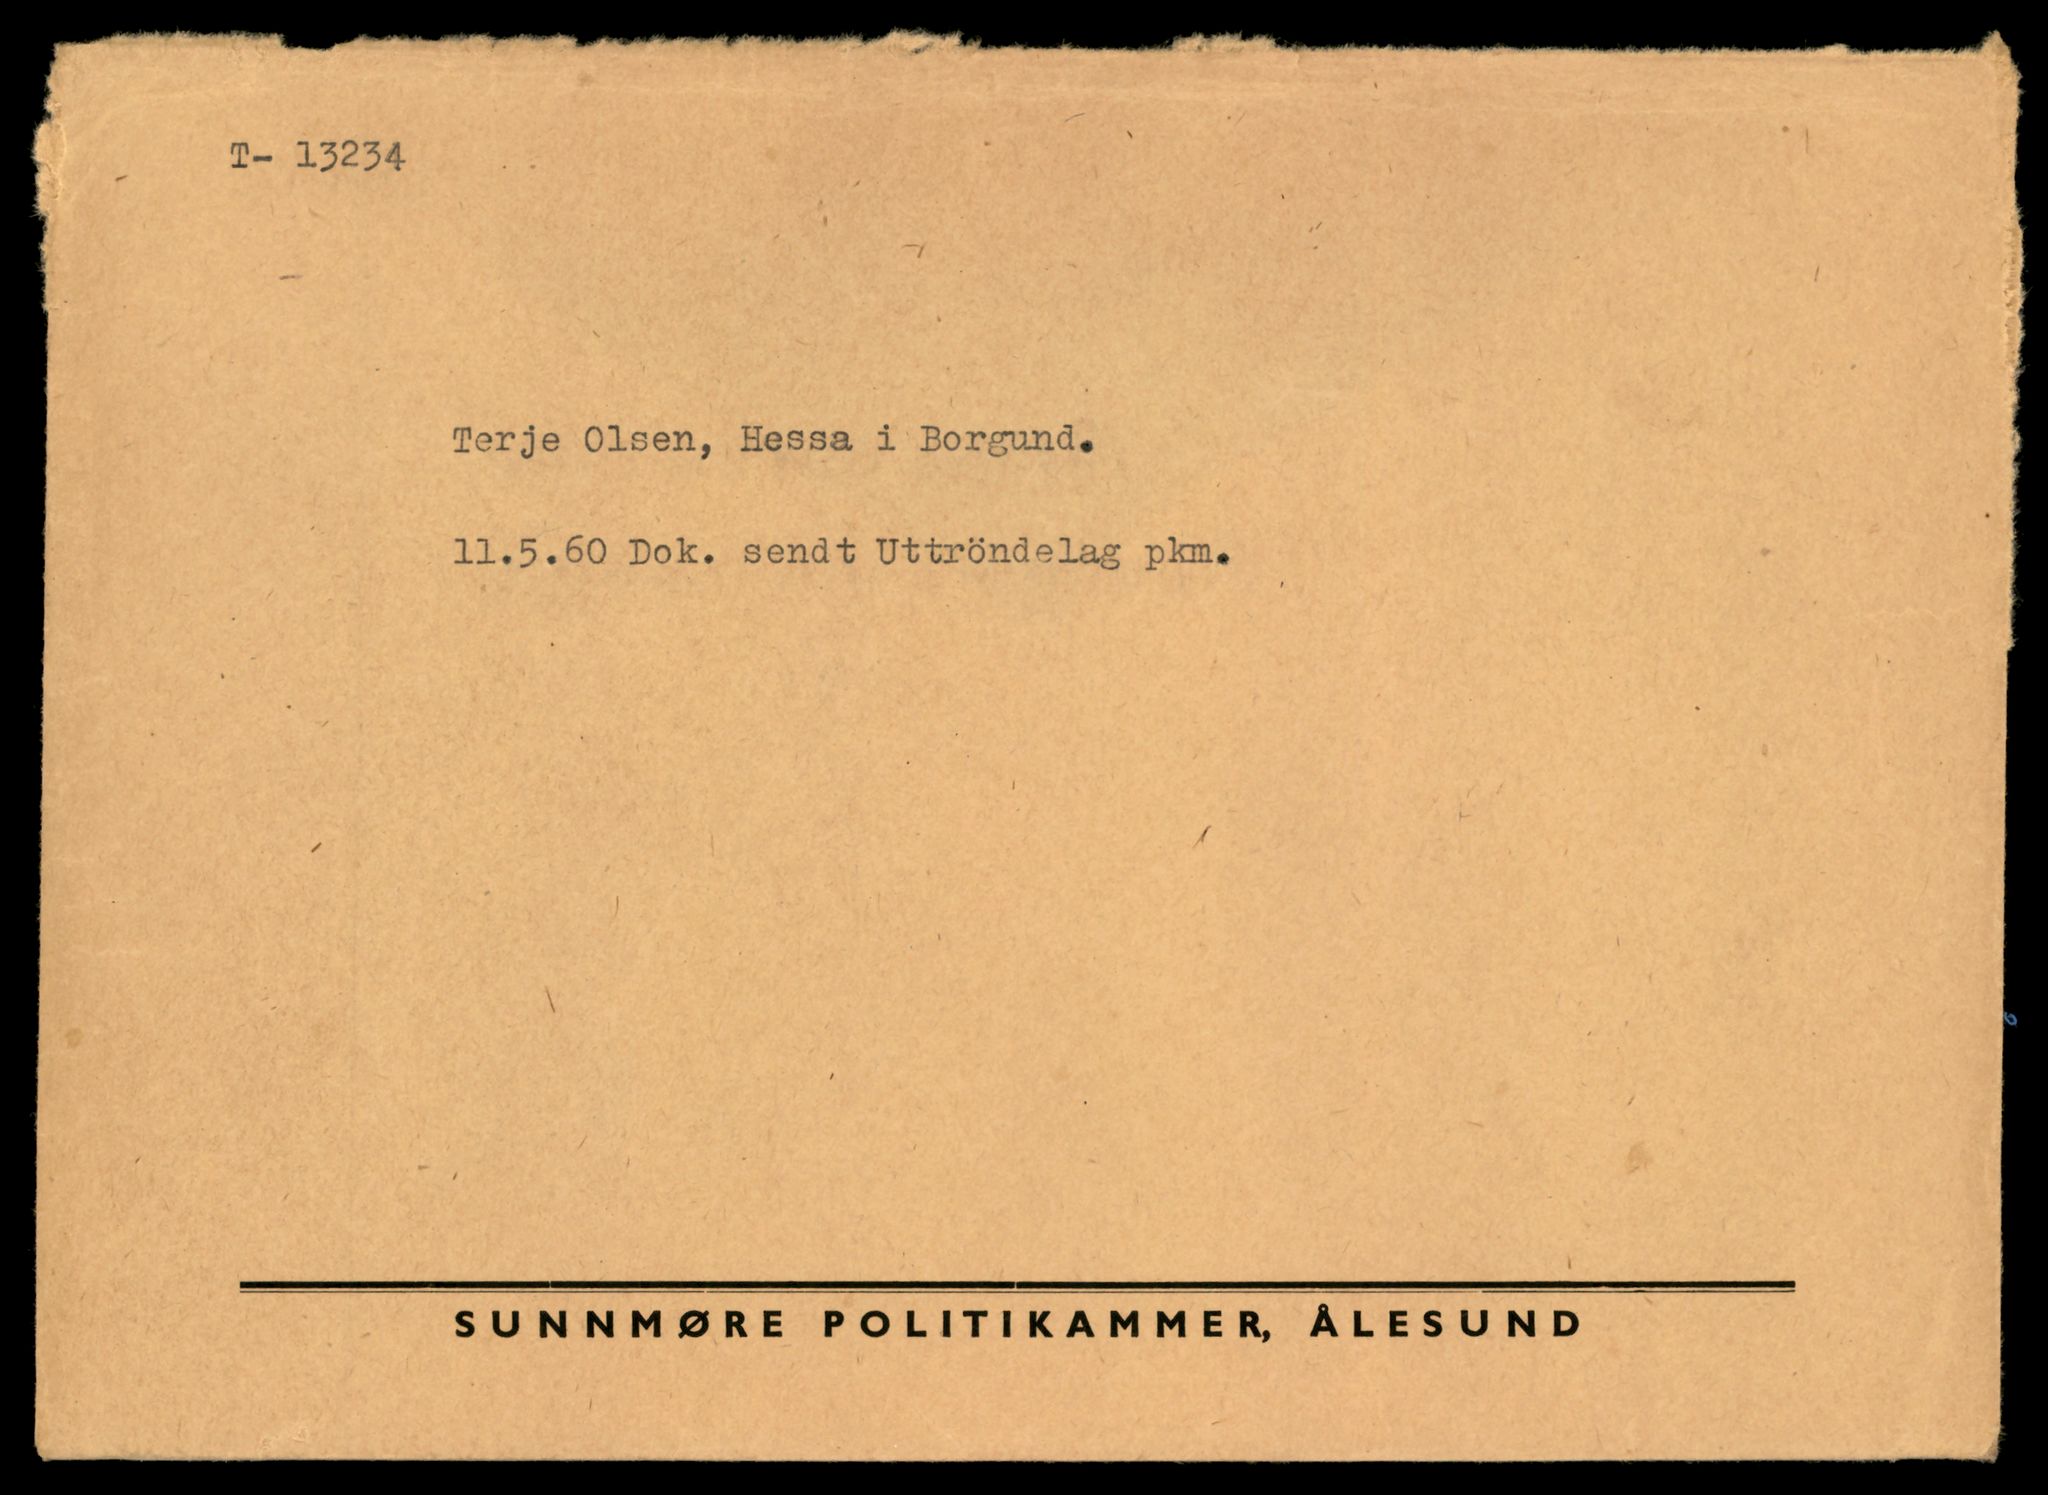 T- 13234
Terje Olsen, Hessa i Borgund.
11.5.60 Dok. sendt Uttröndelag pkm.
SUNNMØRE POLITIKAMMER, ÅLESUND